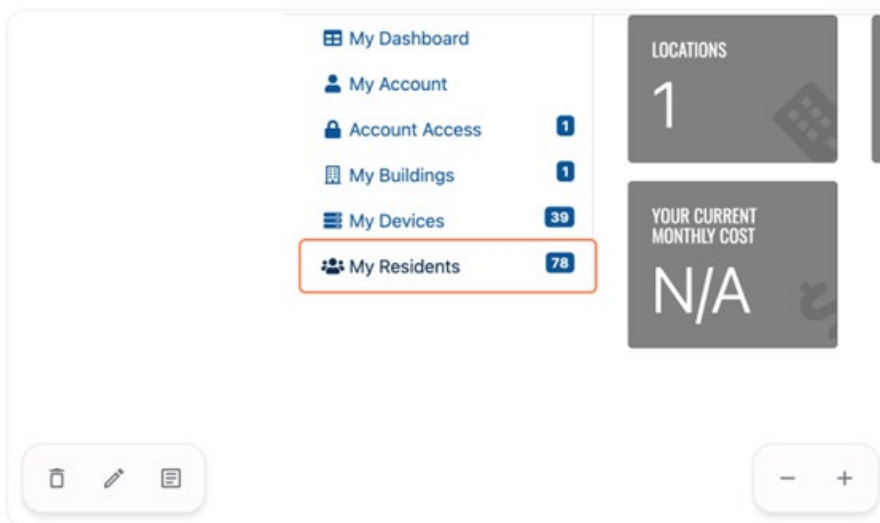 My Dashboard
My Account
Account Access 1
My Buildings 1
My Devices 39
My Residents 78
LOCATIONS
1
YOUR CURRENT
MONTHLY COST
N/A